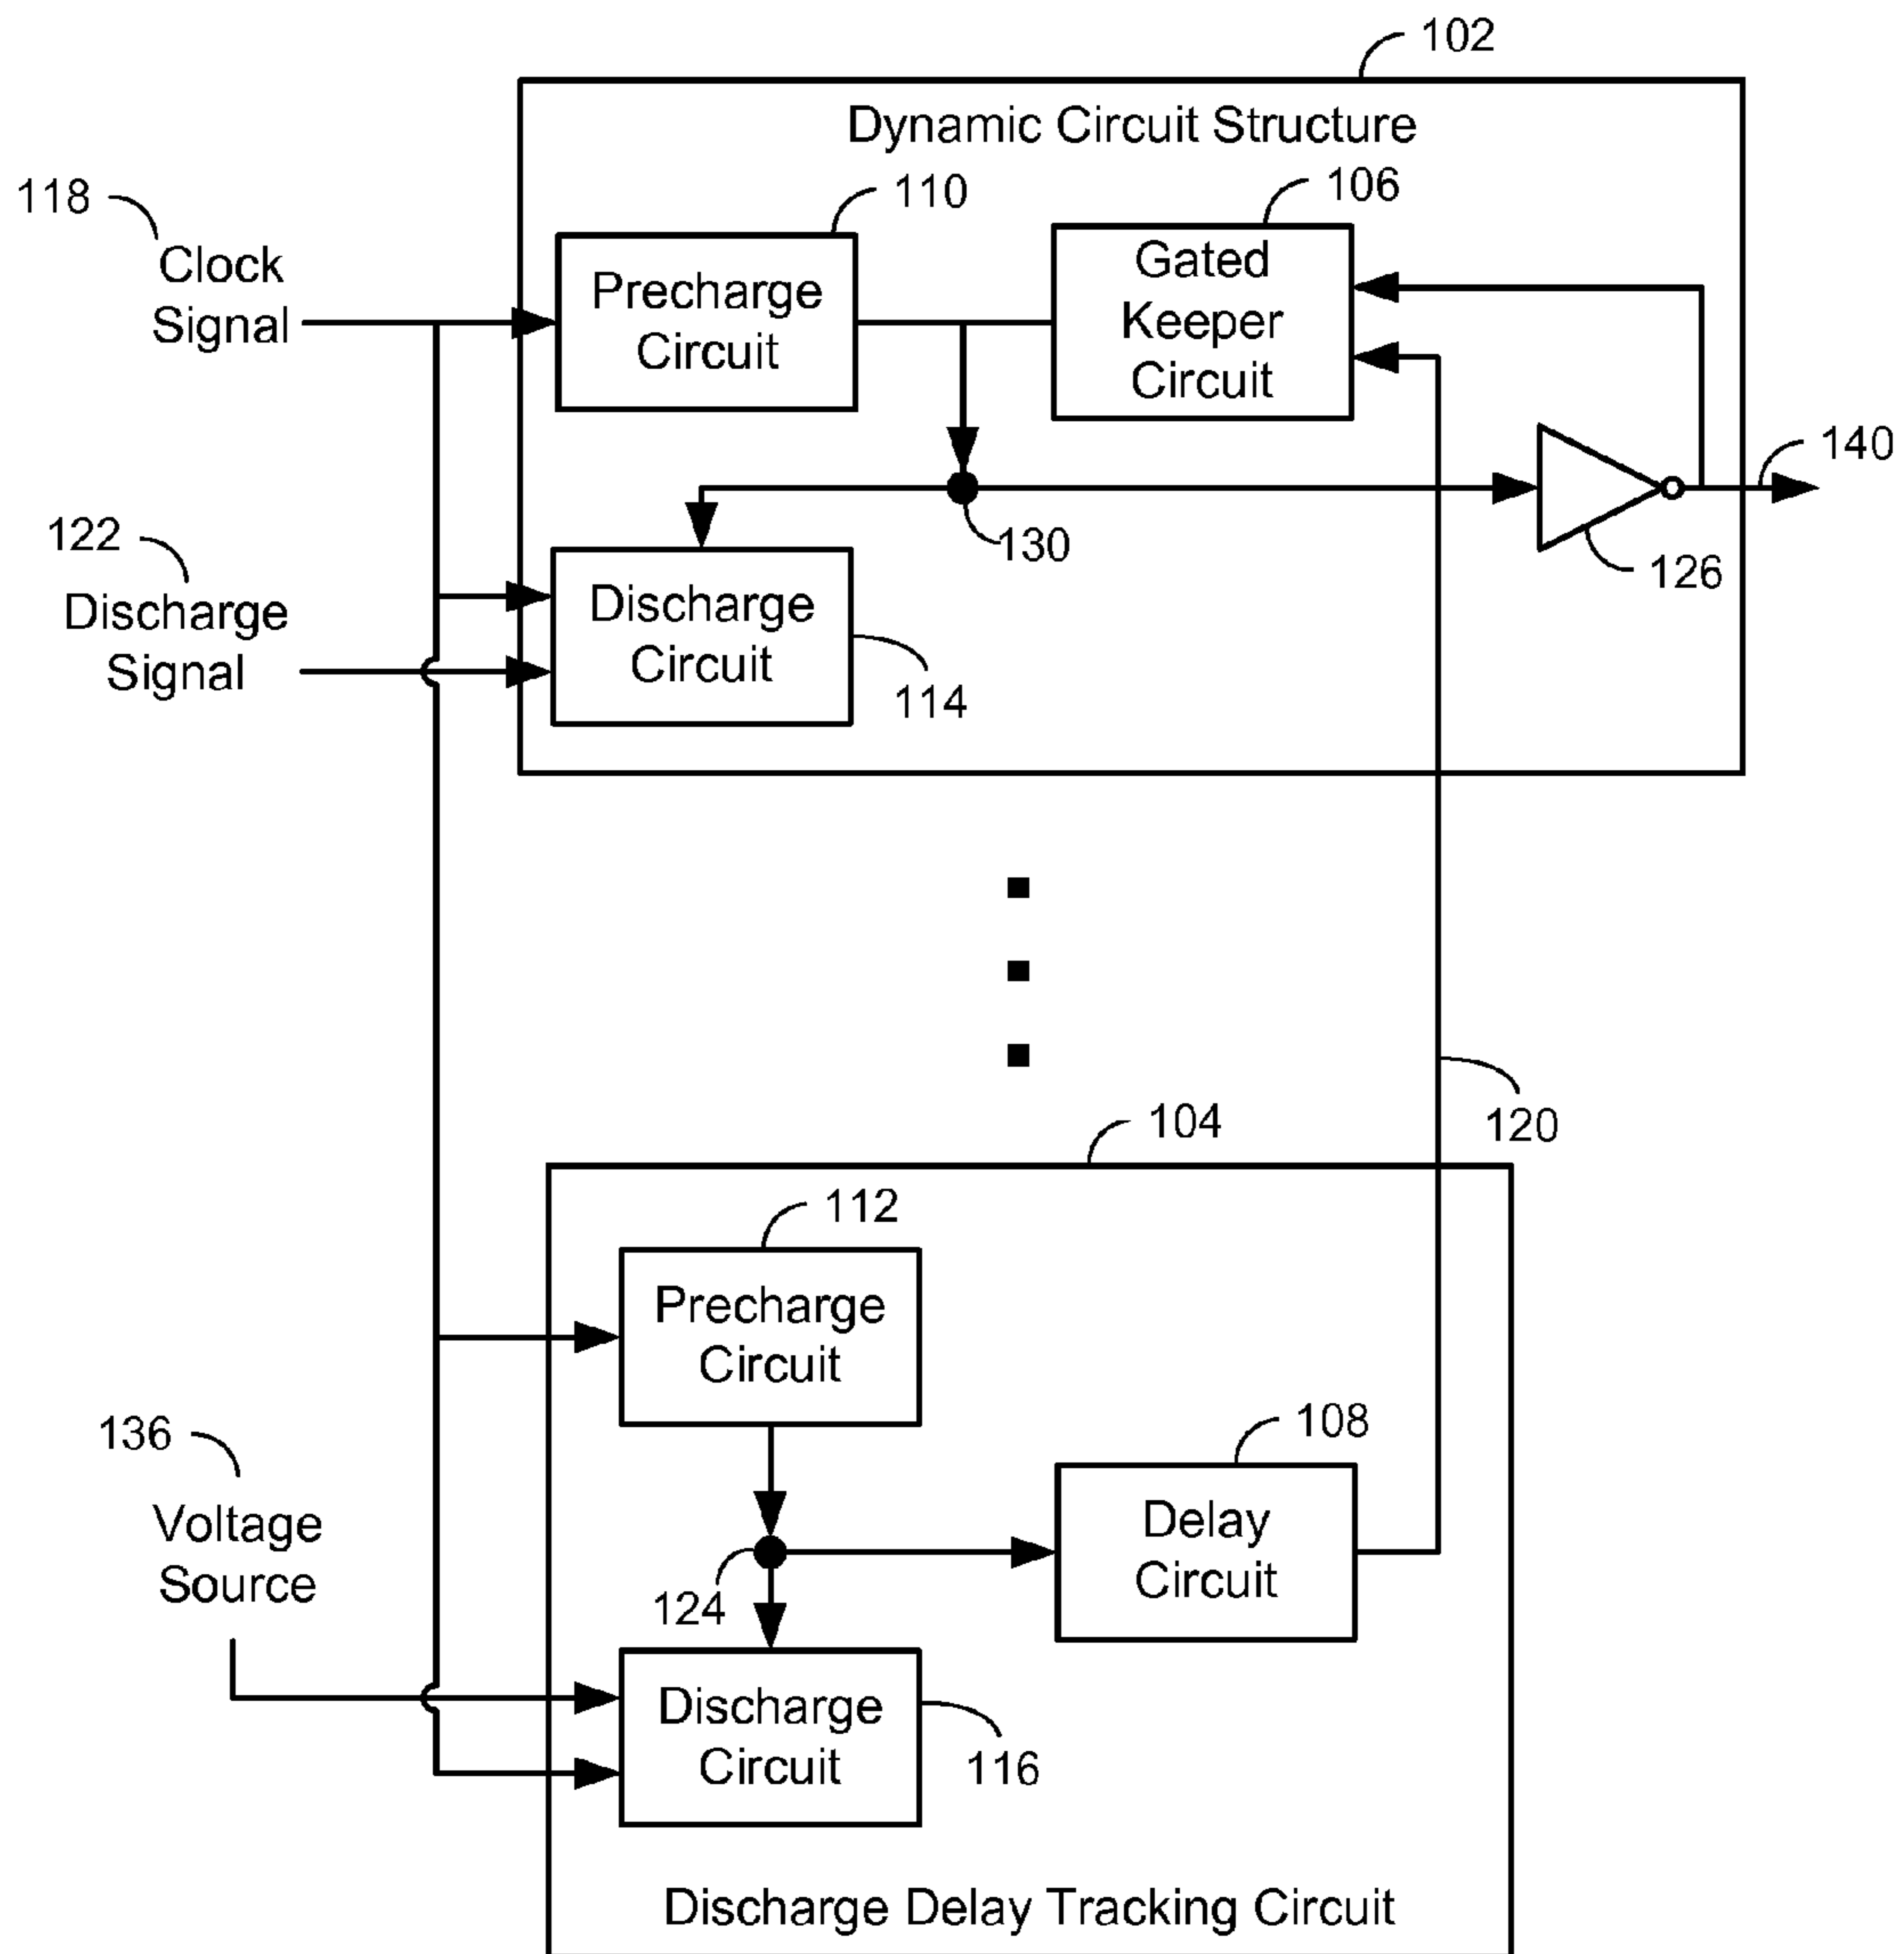 102
Dynamic Circuit Structure
118
Clock
Signal
110
Precharge
Circuit
106
Gated
Keeper
Circuit
140
130
126
122
Discharge
Signal
Discharge
Circuit
114
120
104
112
Precharge
Circuit
136
Voltage
Source
108
Delay
Circuit
124
Discharge
Circuit
116
Discharge Delay Tracking Circuit